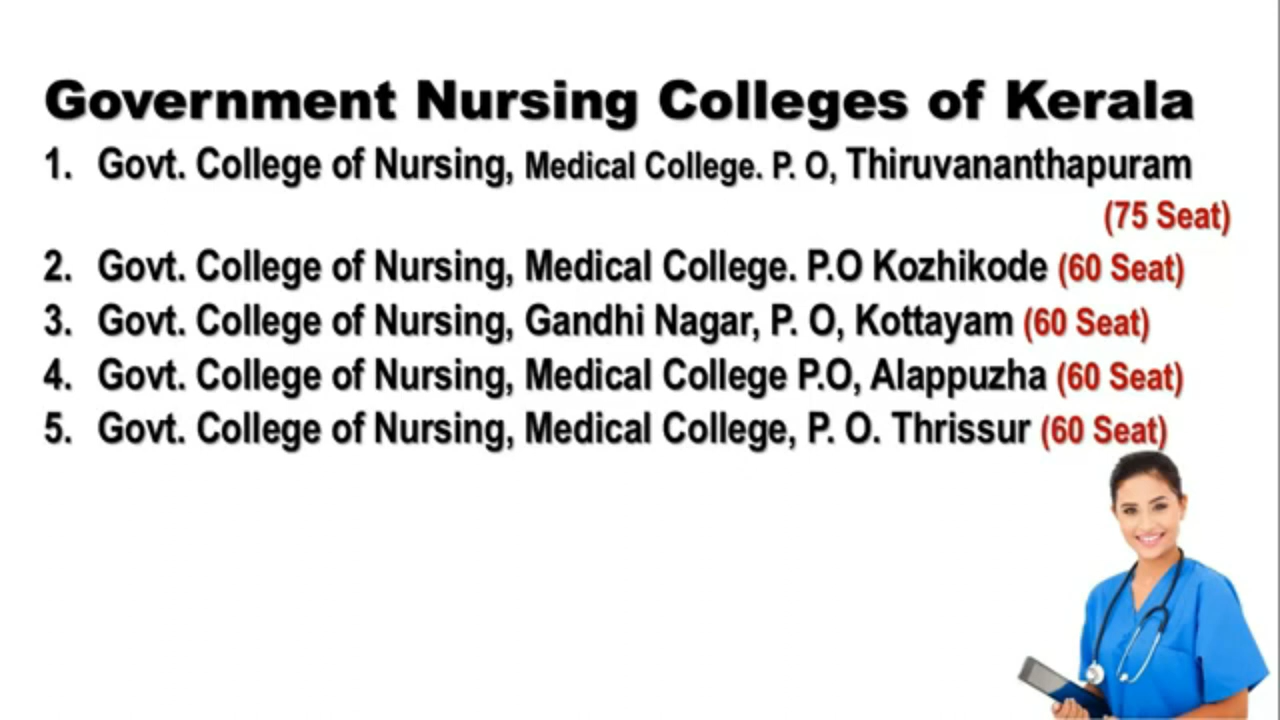 Government Nursing Colleges of Kerala
1. Govt. College of Nursing, Medical College. P. O, Thiruvananthapuram
(75 Seat)
2. Govt. College of Nursing, Medical College. P.O Kozhikode (60 Seat)
3. Govt. College of Nursing, Gandhi Nagar, P. O, Kottayam (60 Seat)
4. Govt. College of Nursing, Medical College P.O, Alappuzha (60 Seat)
5. Govt. College of Nursing, Medical College, P. O. Thrissur (60 Seat)